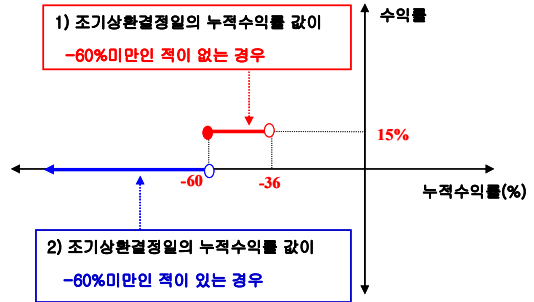 수익률
1) 조기상환결정일의 누적수익률 값이
-60%미만인 적이 없는 경우
15%
-60
-36
누적수익률(%)
2) 조기상환결정일의 누적수익률 값이
-60%미만인 적이 있는 경우